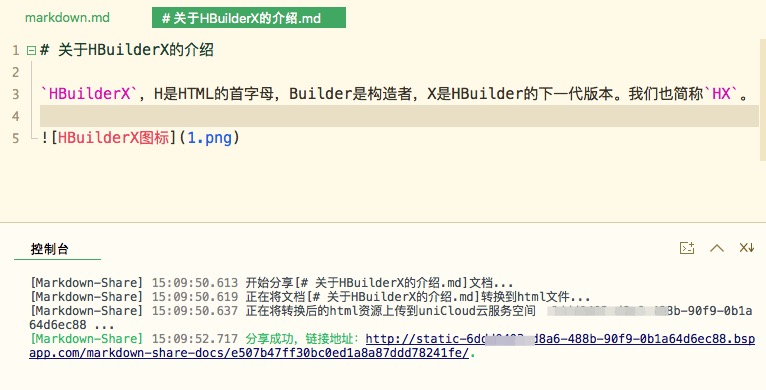 markdown.md
# 关于HBuilderX的介绍.md
1 # 关于HBuilderX的介绍
2
3 `HBuilderX`，H是HTML的首字母，Builder是构造者，X是HBuilder的下一代版本。我们也简称`HX`。
4
5 ![HBuilderX图标](1.png)
控制台
[Markdown-Share] 15:09:50.613 开始分享[# 关于HBuilderX的介绍.md]文档...
[Markdown-Share] 15:09:50.619 正在将文档[# 关于HBuilderX的介绍.md]转换到html文件...
[Markdown-Share] 15:09:50.637 正在将转换后的html资源上传到uniCloud云服务空间 8b-90f9-0b1a
64d6ec88 ...
[Markdown-Share] 15:09:52.717 分享成功，链接地址：http://static-6dd d8a6-488b-90f9-0b1a64d6ec88.bsp
app.com/markdown-share-docs/e507b47ff30bc0ed1a8a87ddd78241fe/.